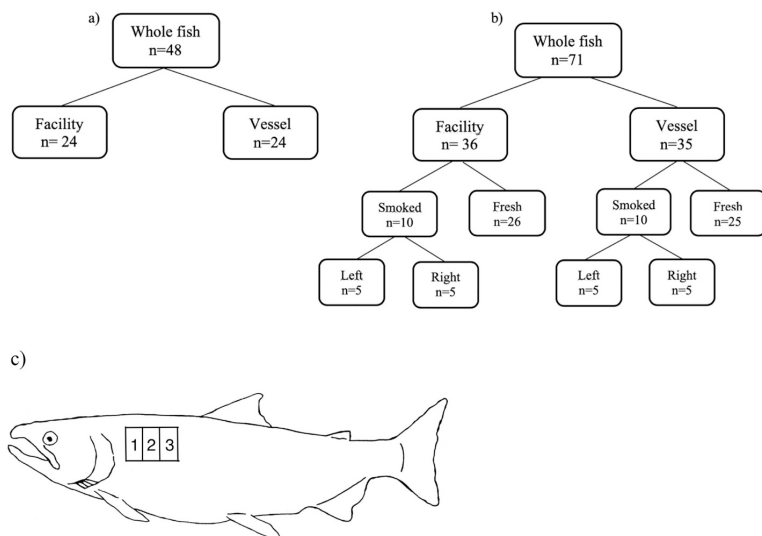 a)
Whole fish
n=48
Facility
n= 24
Vessel
n=24
b)
Whole fish
n=71
Facility
n= 36
Vessel
n=35
Smoked
n=10
Fresh
n=26
Smoked
n=10
Fresh
n=25
Left
n=5
Right
n=5
Left
n=5
Right
n=5
c)
1 2 3